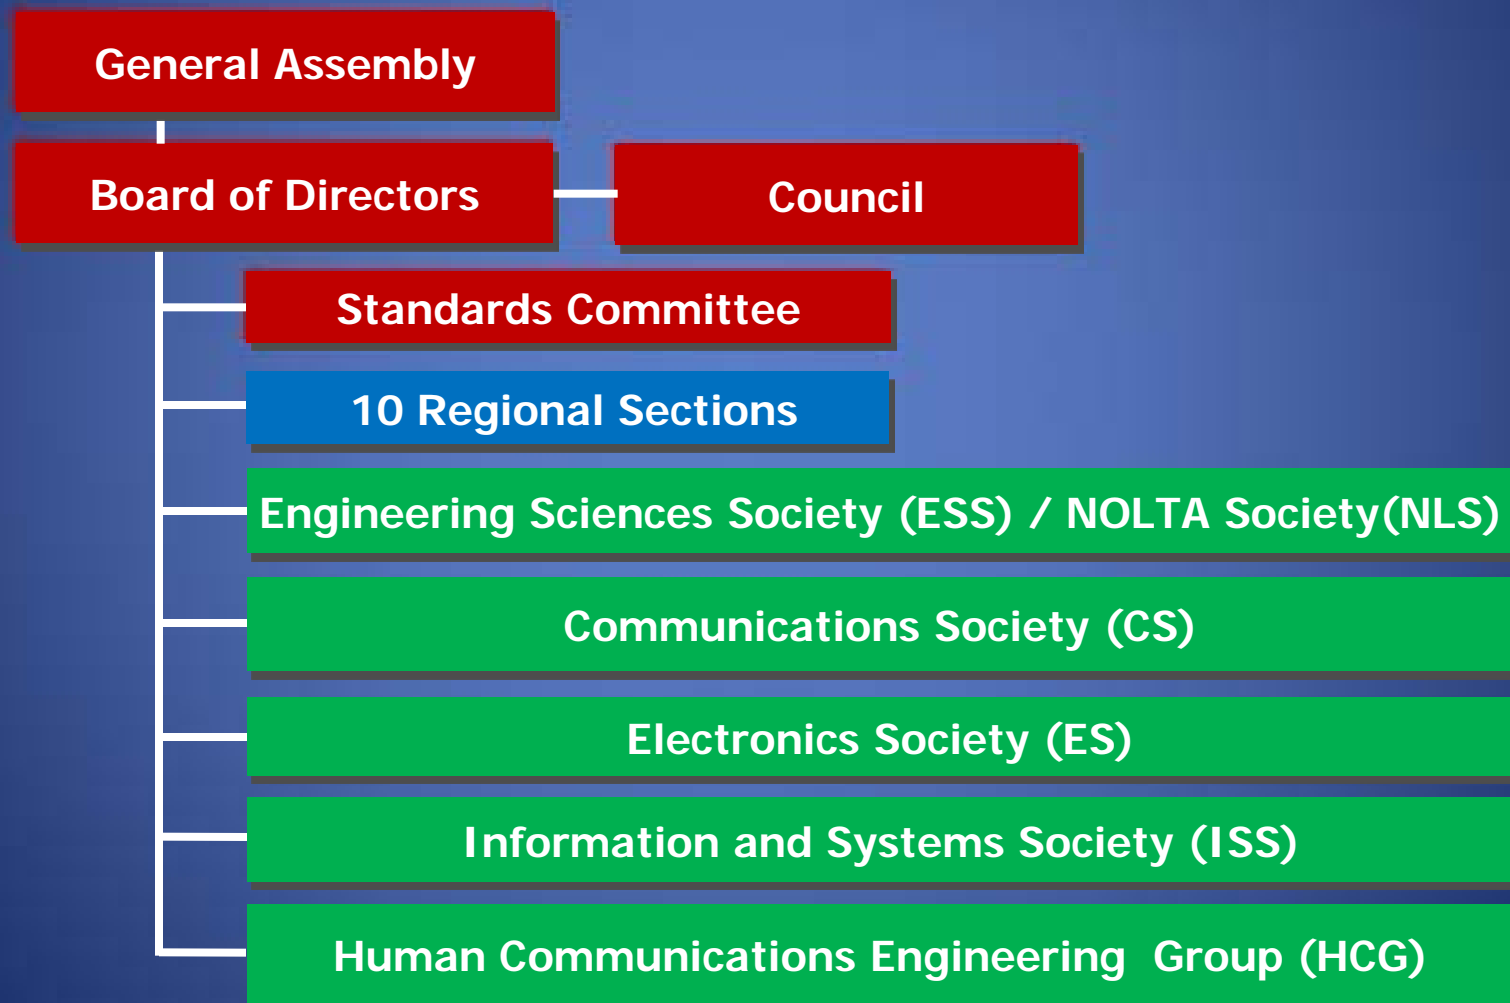 General Assembly
Board of Directors
Council
Standards Committee
10 Regional Sections
Engineering Sciences Society (ESS) / NOLTA Society(NLS)
Communications Society (CS)
Electronics Society (ES)
Information and Systems Society (ISS)
Human Communications Engineering  Group (HCG)